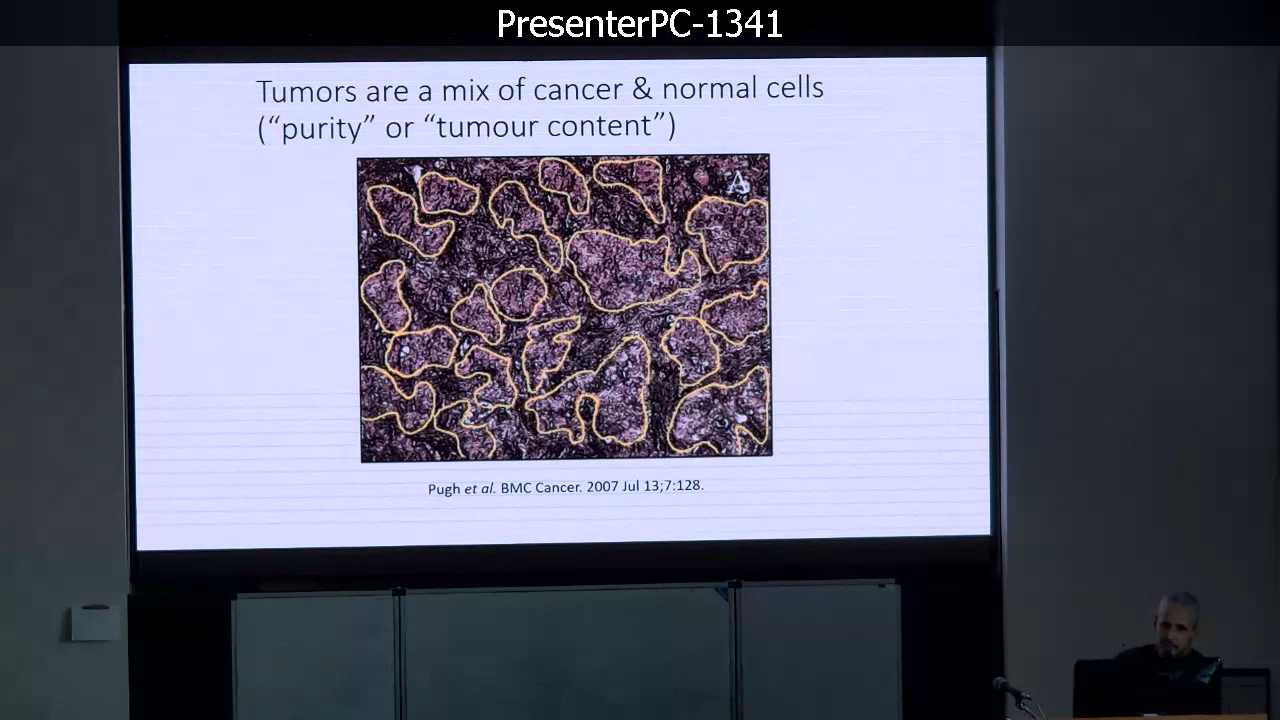 PresenterPC-1341
Tumors are a mix of cancer & normal cells
(“purity” or “tumour content”)
A
Pugh et al. BMC Cancer. 2007 Jul 13;7:128.